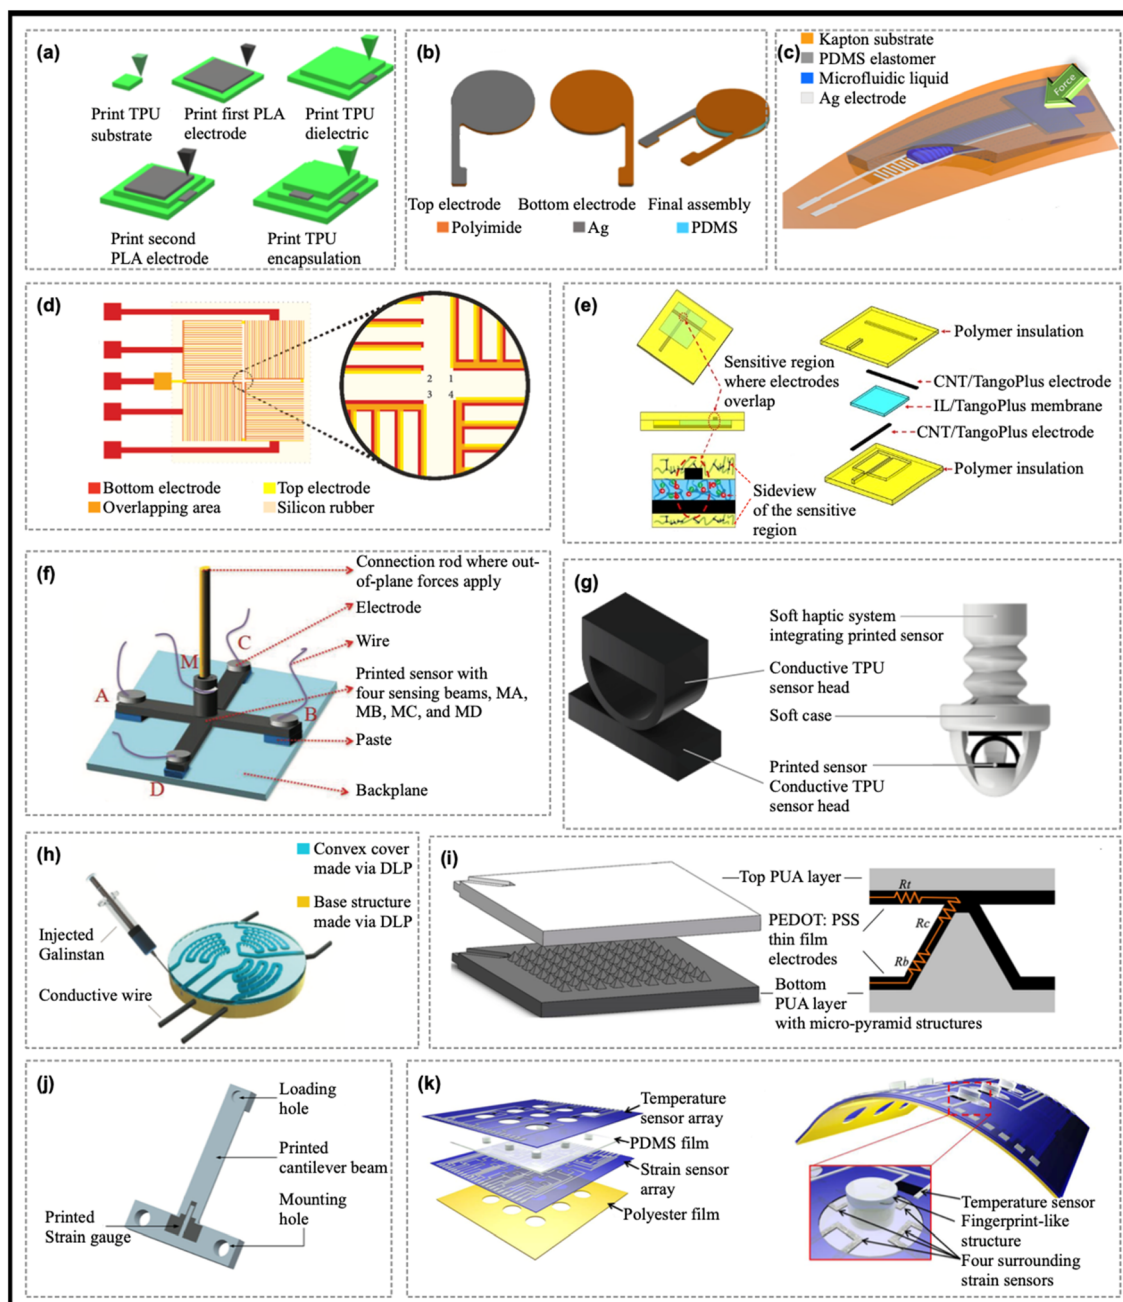 (a)
Print TPU
substrate
Print first PLA
electrode
Print TPU
dielectric
Print second
PLA electrode
Print TPU
encapsulation
(b)
Top electrode
Bottom electrode
Final assembly
Polyimide
Ag
PDMS
(c)
Kapton substrate
PDMS elastomer
Microfluidic liquid
Ag electrode
Force
(d)
2 1
3 4
Bottom electrode
Top electrode
Overlapping area
Silicon rubber
(e)
Sensitive region
where electrodes
overlap
Sideview
of the sensitive
region
Polymer insulation
CNT/TangoPlus electrode
IL/TangoPlus membrane
CNT/TangoPlus electrode
Polymer insulation
(f)
Connection rod where out-
of-plane forces apply
Electrode
Wire
Printed sensor with
four sensing beams, MA,
MB, MC, and MD
Paste
Backplane
C
M
A
B
D
(g)
Soft haptic system
integrating printed sensor
Conductive TPU
sensor head
Soft case
Printed sensor
Conductive TPU
sensor head
(h)
Convex cover
made via DLP
Base structure
made via DLP
Injected
Galinstan
Conductive wire
(i)
Top PUA layer
PEDOT: PSS
thin film
electrodes
Bottom
PUA layer
with micro-pyramid structures
Rt
Rc
Rb
(j)
Loading
hole
Printed
cantilever beam
Mounting
hole
Printed
Strain gauge
(k)
Temperature
sensor array
PDMS film
Strain sensor
array
Polyester film
Temperature sensor
Fingerprint-like
structure
Four surrounding
strain sensors